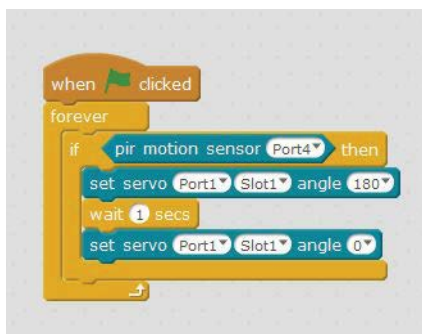 when clicked
forever
if pir motion sensor Port4 then
set servo Port1 Slot1 angle 180
wait 1 secs
set servo Port1 Slot1 angle 0